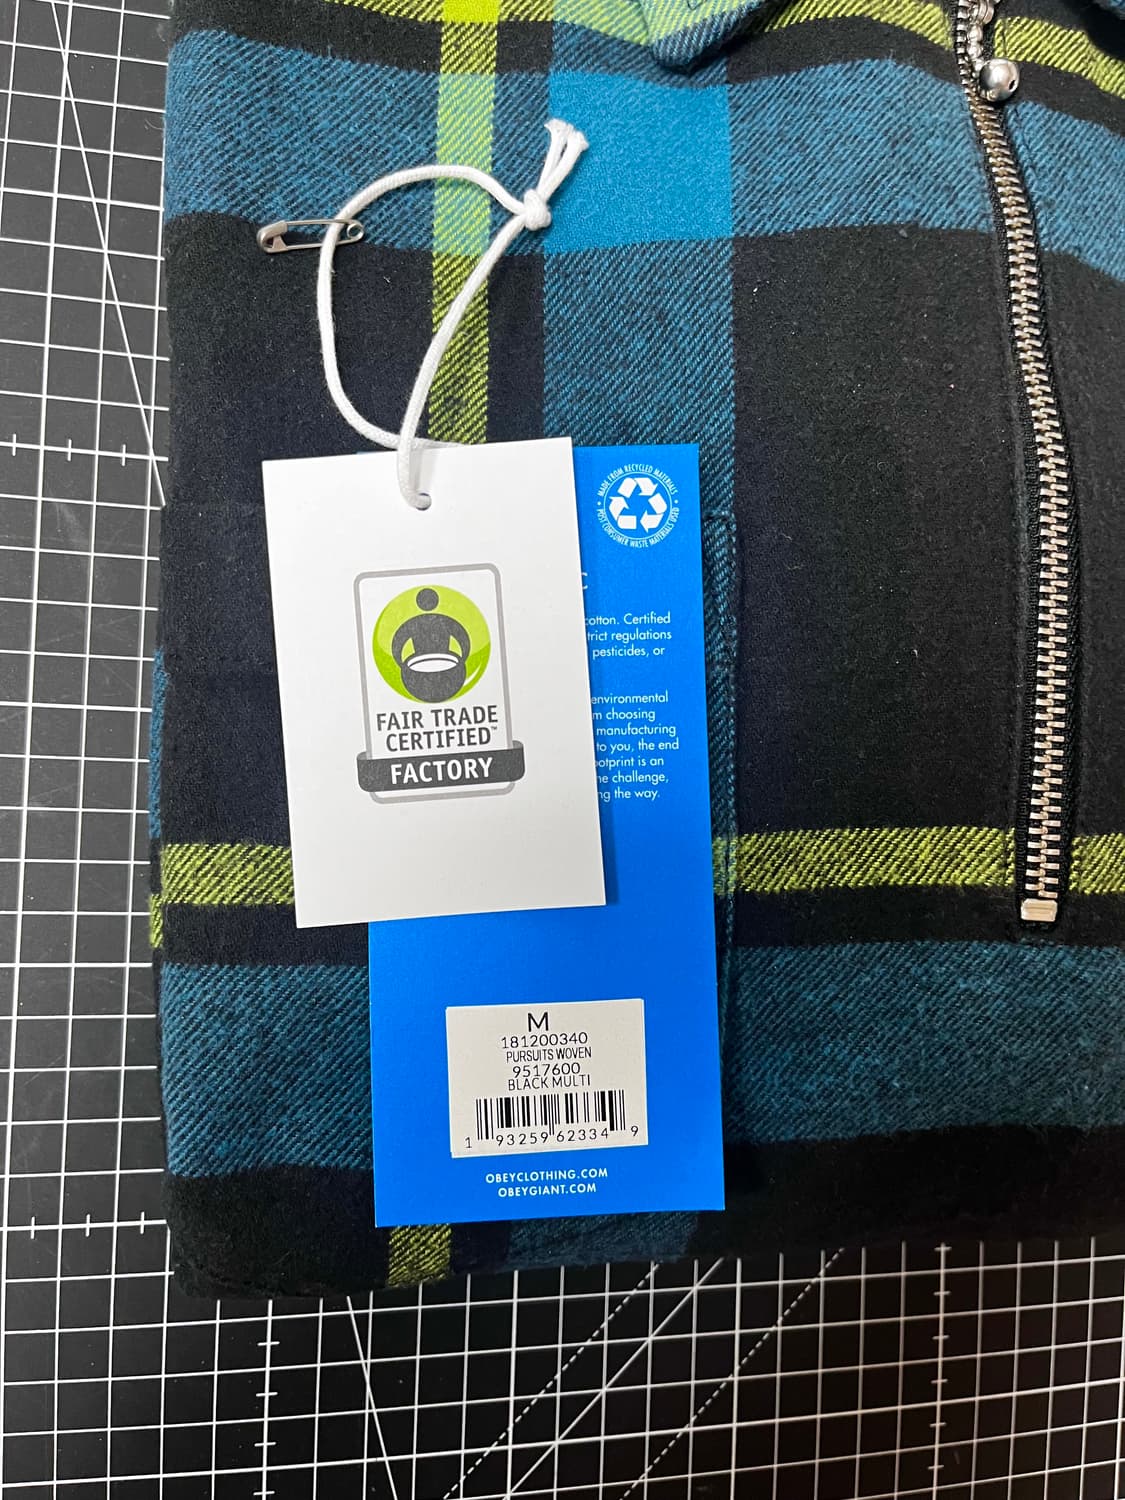 MADE FROM RECYCLED MATERIALS
POST CONSUMER WASTE MATERIALS USED
C
cotton. Certified
trict regulations
pesticides, or
environmental
m choosing
manufacturing
to you, the end
ootprint is an
he challenge,
ng the way.
FAIR TRADE
CERTIFIED™
FACTORY
M
181200340
PURSUITS WOVEN
9517600
BLACK MULTI
1 93259 62334 9
OBEYCLOTHING.COM
OBEYGIANT.COM